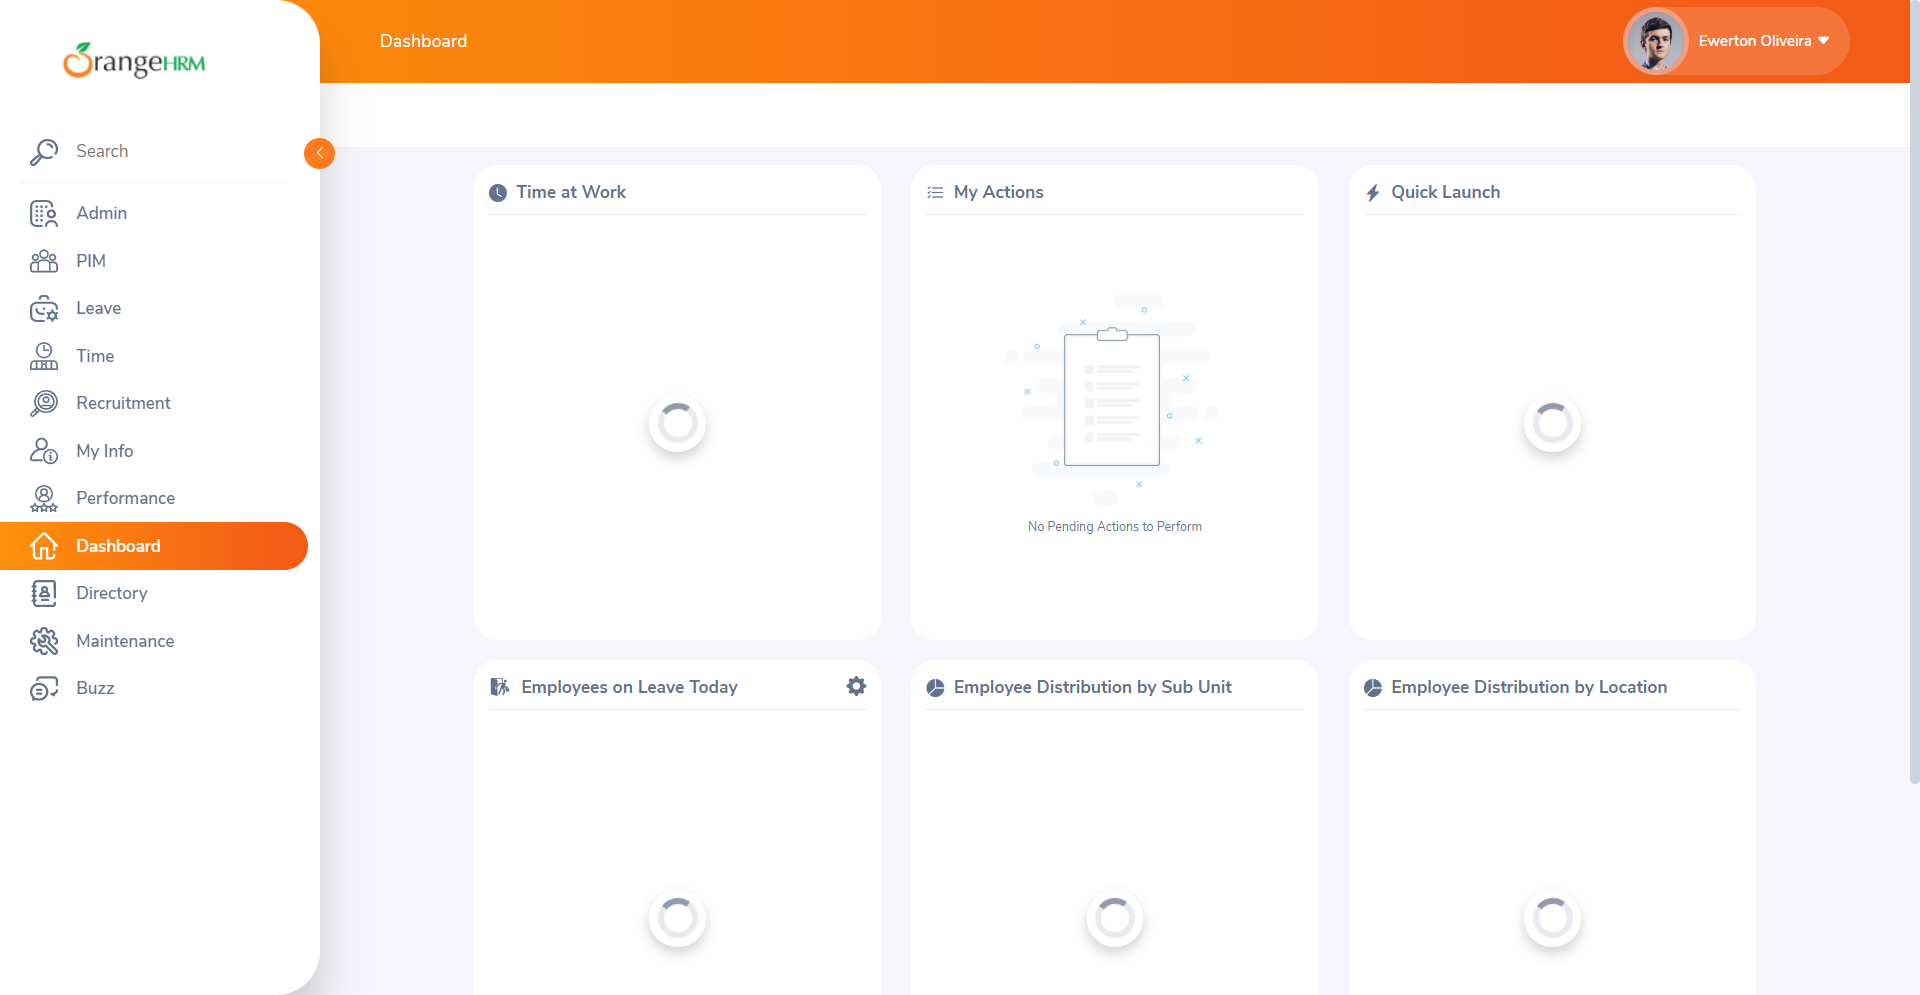 OrangeHRM
Dashboard
Ewerton Oliveira
Search
Admin
PIM
Leave
Time
Recruitment
My Info
Performance
Dashboard
Directory
Maintenance
Buzz
Time at Work
My Actions
No Pending Actions to Perform
Quick Launch
Employees on Leave Today
Employee Distribution by Sub Unit
Employee Distribution by Location